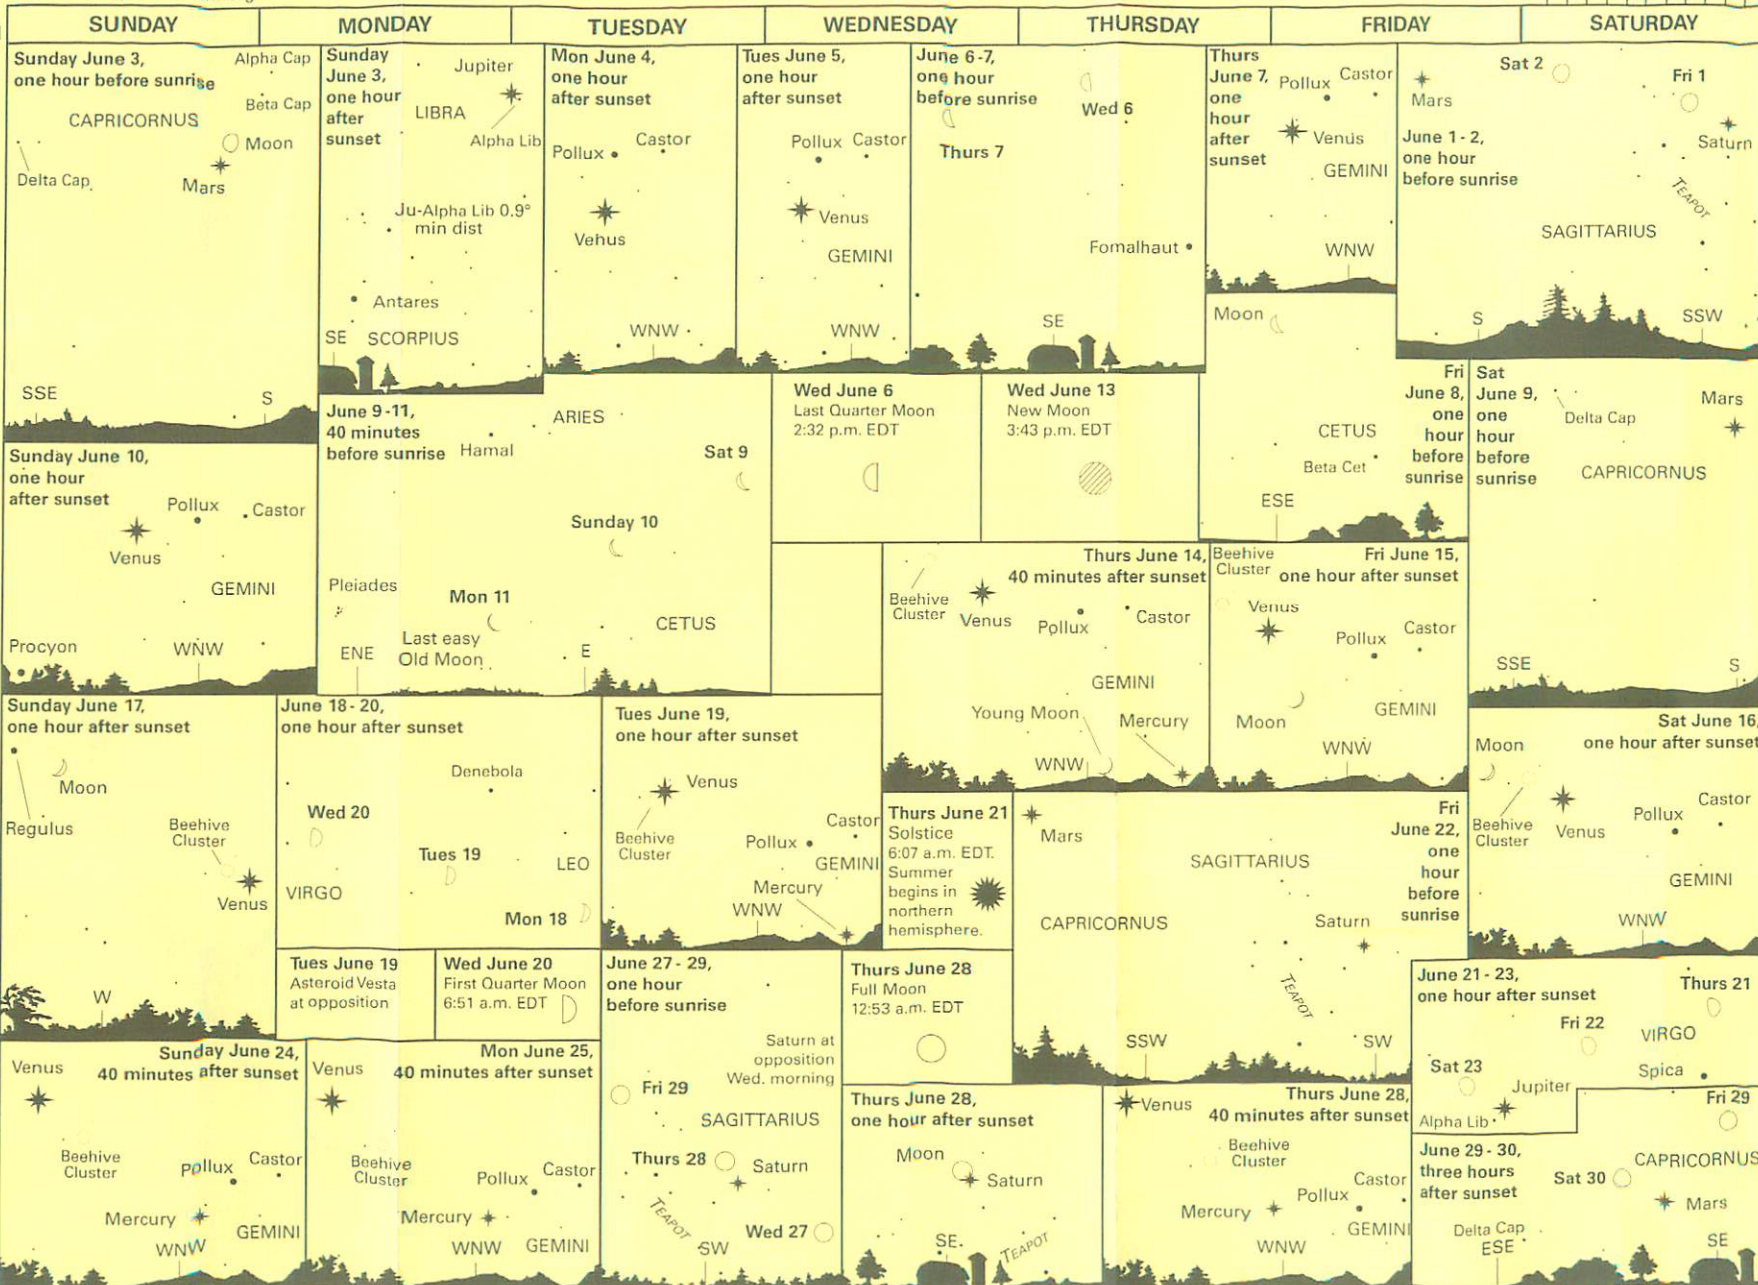 SUNDAY
MONDAY
TUESDAY
WEDNESDAY
THURSDAY
FRIDAY
SATURDAY
Sunday June 3,
one hour before sunrise
Alpha Cap
Beta Cap
CAPRICORNUS
Moon
Delta Cap
Mars
SSE
S
Sunday
June 3,
one hour
after
sunset
Jupiter
LIBRA
Alpha Lib
Ju-Alpha Lib 0.9°
min dist
Antares
SE
SCORPIUS
Mon June 4,
one hour
after sunset
Pollux
Castor
Venus
WNW
Tues June 5,
one hour
after sunset
Pollux
Castor
Venus
GEMINI
WNW
June 6-7,
one hour
before sunrise
Wed 6
Thurs 7
Fomalhaut
SE
Thurs
June 7,
one
hour
after
sunset
Pollux
Castor
Venus
GEMINI
WNW
Sat 2
Fri 1
Mars
Saturn
June 1-2,
one hour
before sunrise
TEAPOT
SAGITTARIUS
S
SSW
Moon
Fri
June 8,
one
hour
before
sunrise
CETUS
Beta Cet
ESE
Sat
June 9,
one
hour
before
sunrise
Delta Cap
Mars
CAPRICORNUS
SSE
S
Sunday June 10,
one hour
after sunset
Pollux
Castor
Venus
GEMINI
Procyon
WNW
June 9-11,
40 minutes
before sunrise
Hamal
ARIES
Sat 9
Sunday 10
Pleiades
Mon 11
Last easy
Old Moon
CETUS
ENE
E
Wed June 6
Last Quarter Moon
2:32 p.m. EDT
Wed June 13
New Moon
3:43 p.m. EDT
Thurs June 14,
40 minutes after sunset
Beehive
Cluster
Venus
Pollux
Castor
GEMINI
Young Moon
Mercury
WNW
Beehive
Cluster
Fri June 15,
one hour after sunset
Venus
Pollux
Castor
Moon
GEMINI
WNW
Sat June 16,
one hour after sunset
Moon
Beehive
Cluster
Venus
Pollux
Castor
GEMINI
WNW
Sunday June 17,
one hour after sunset
Moon
Regulus
Beehive
Cluster
Venus
W
June 18-20,
one hour after sunset
Denebola
Wed 20
Tues 19
LEO
VIRGO
Mon 18
Tues June 19,
one hour after sunset
Venus
Beehive
Cluster
Castor
Pollux
GEMINI
Mercury
WNW
Thurs June 21
Solstice
6:07 a.m. EDT.
Summer
begins in
northern
hemisphere.
Mars
SAGITTARIUS
Fri
June 22,
one
hour
before
sunrise
CAPRICORNUS
Saturn
TEAPOT
SSW
SW
Tues June 19
Asteroid Vesta
at opposition
Wed June 20
First Quarter Moon
6:51 a.m. EDT
June 27-29,
one hour
before sunrise
Saturn at
opposition
Wed. morning
Fri 29
SAGITTARIUS
Thurs 28
Saturn
TEAPOT
Wed 27
SW
Thurs June 28
Full Moon
12:53 a.m. EDT
June 21-23,
one hour after sunset
Thurs 21
Fri 22
VIRGO
Sat 23
Spica
Jupiter
Alpha Lib
Sunday June 24,
40 minutes after sunset
Venus
Beehive
Cluster
Pollux
Castor
Mercury
GEMINI
WNW
Mon June 25,
40 minutes after sunset
Venus
Beehive
Cluster
Pollux
Castor
Mercury
WNW
GEMINI
Thurs June 28,
one hour after sunset
Moon
Saturn
SE
TEAPOT
Venus
Thurs June 28,
40 minutes after sunset
Beehive
Cluster
Castor
Pollux
Mercury
GEMINI
WNW
Fri 29
June 29-30,
three hours
after sunset
CAPRICORNUS
Sat 30
Mars
Delta Cap
ESE
SE